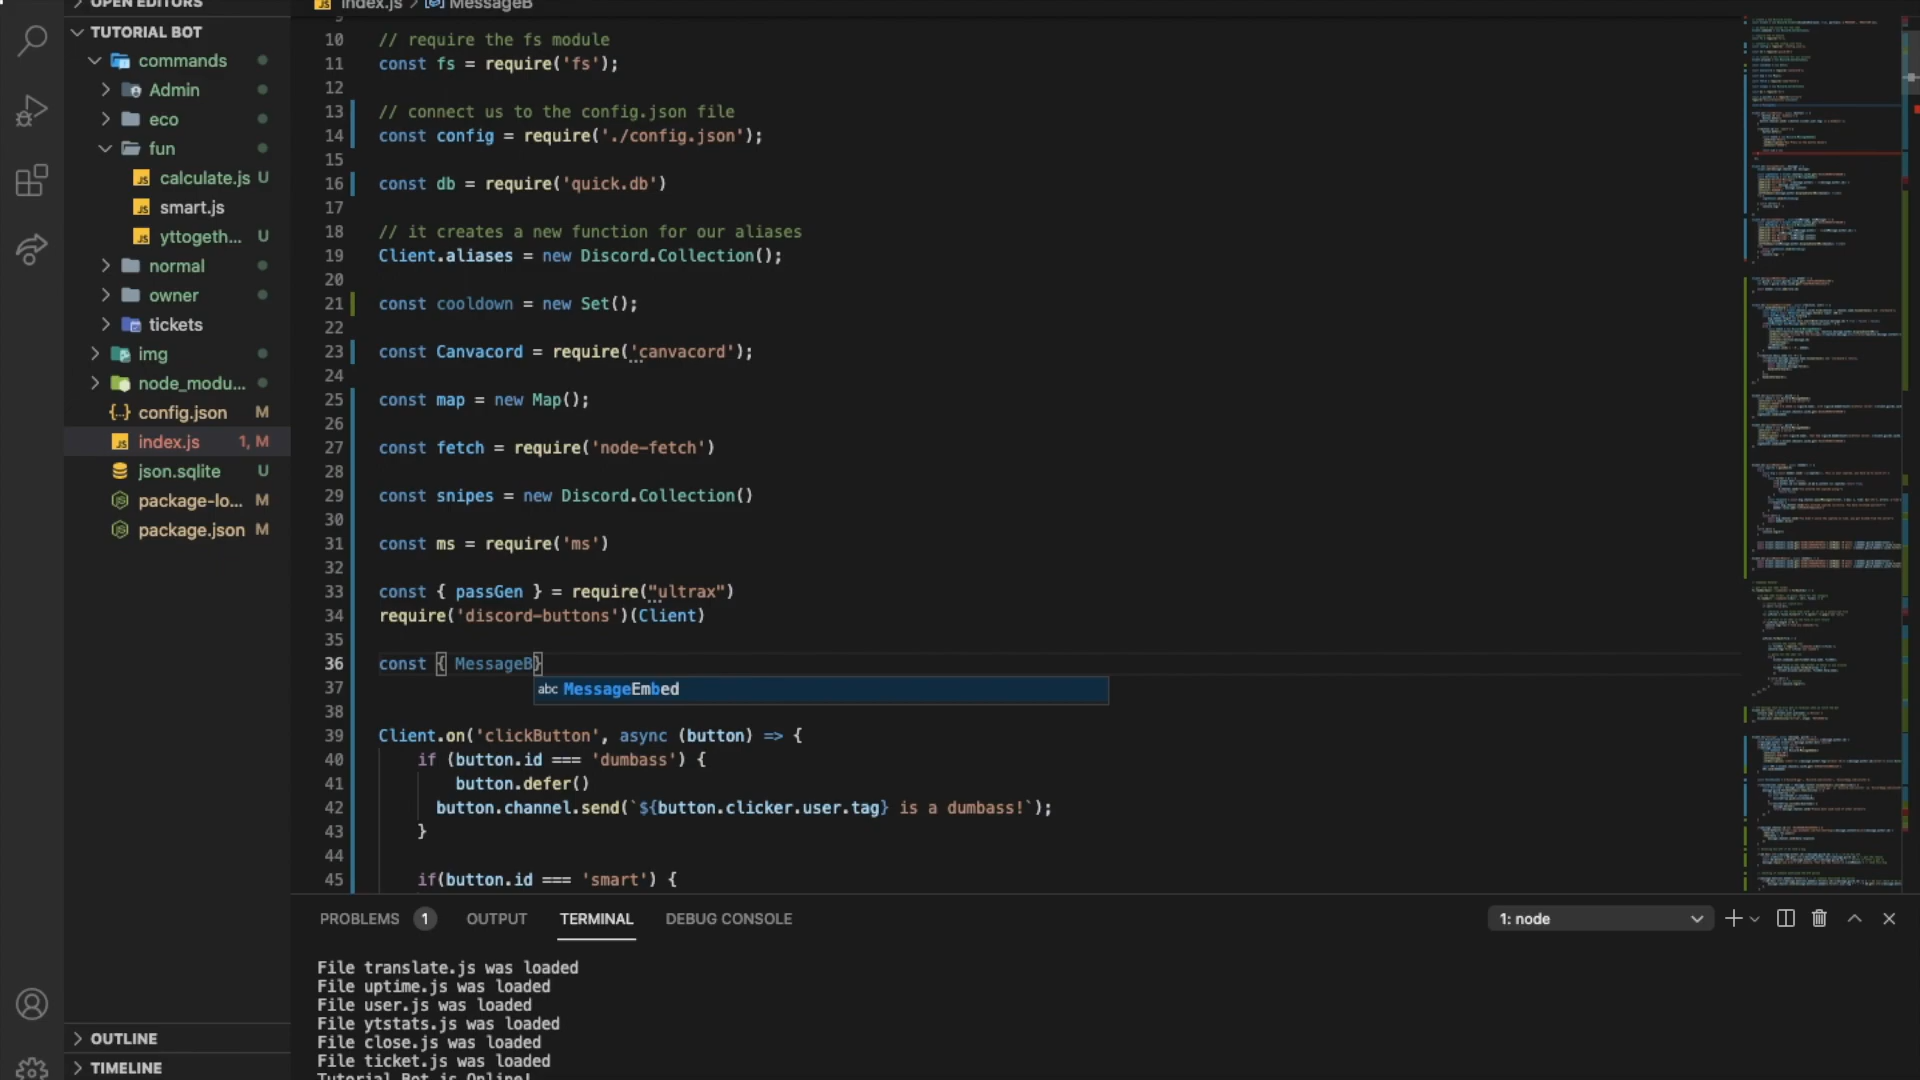 OPEN EDITORS
TUTORIAL BOT
commands
Admin
eco
fun
calculate.js U
smart.js
yttogeth... U
normal
owner
tickets
img
node_modu...
config.json M
index.js 1, M
json.sqlite U
package-lo... M
package.json M
OUTLINE
TIMELINE
index.js > MessageB
9
10 // require the fs module
11 const fs = require('fs');
12
13 // connect us to the config.json file
14 const config = require('./config.json');
15
16 const db = require('quick.db')
17
18 // it creates a new function for our aliases
19 Client.aliases = new Discord.Collection();
20
21 const cooldown = new Set();
22
23 const Canvacord = require('canvacord');
24
25 const map = new Map();
26
27 const fetch = require('node-fetch')
28
29 const snipes = new Discord.Collection()
30
31 const ms = require('ms')
32
33 const { passGen } = require("ultrax")
34 require('discord-buttons')(Client)
35
36 const { MessageB}
abc MessageEmbed
37
38
39 Client.on('clickButton', async (button) => {
40 if (button.id === 'dumbass') {
41 button.defer()
42 button.channel.send(`${button.clicker.user.tag} is a dumbass!`);
43 }
44
45 if(button.id === 'smart') {
PROBLEMS 1 OUTPUT TERMINAL DEBUG CONSOLE 1: node
File translate.js was loaded
File uptime.js was loaded
File user.js was loaded
File ytstats.js was loaded
File close.js was loaded
File ticket.js was loaded
Tutorial Bot is Online!